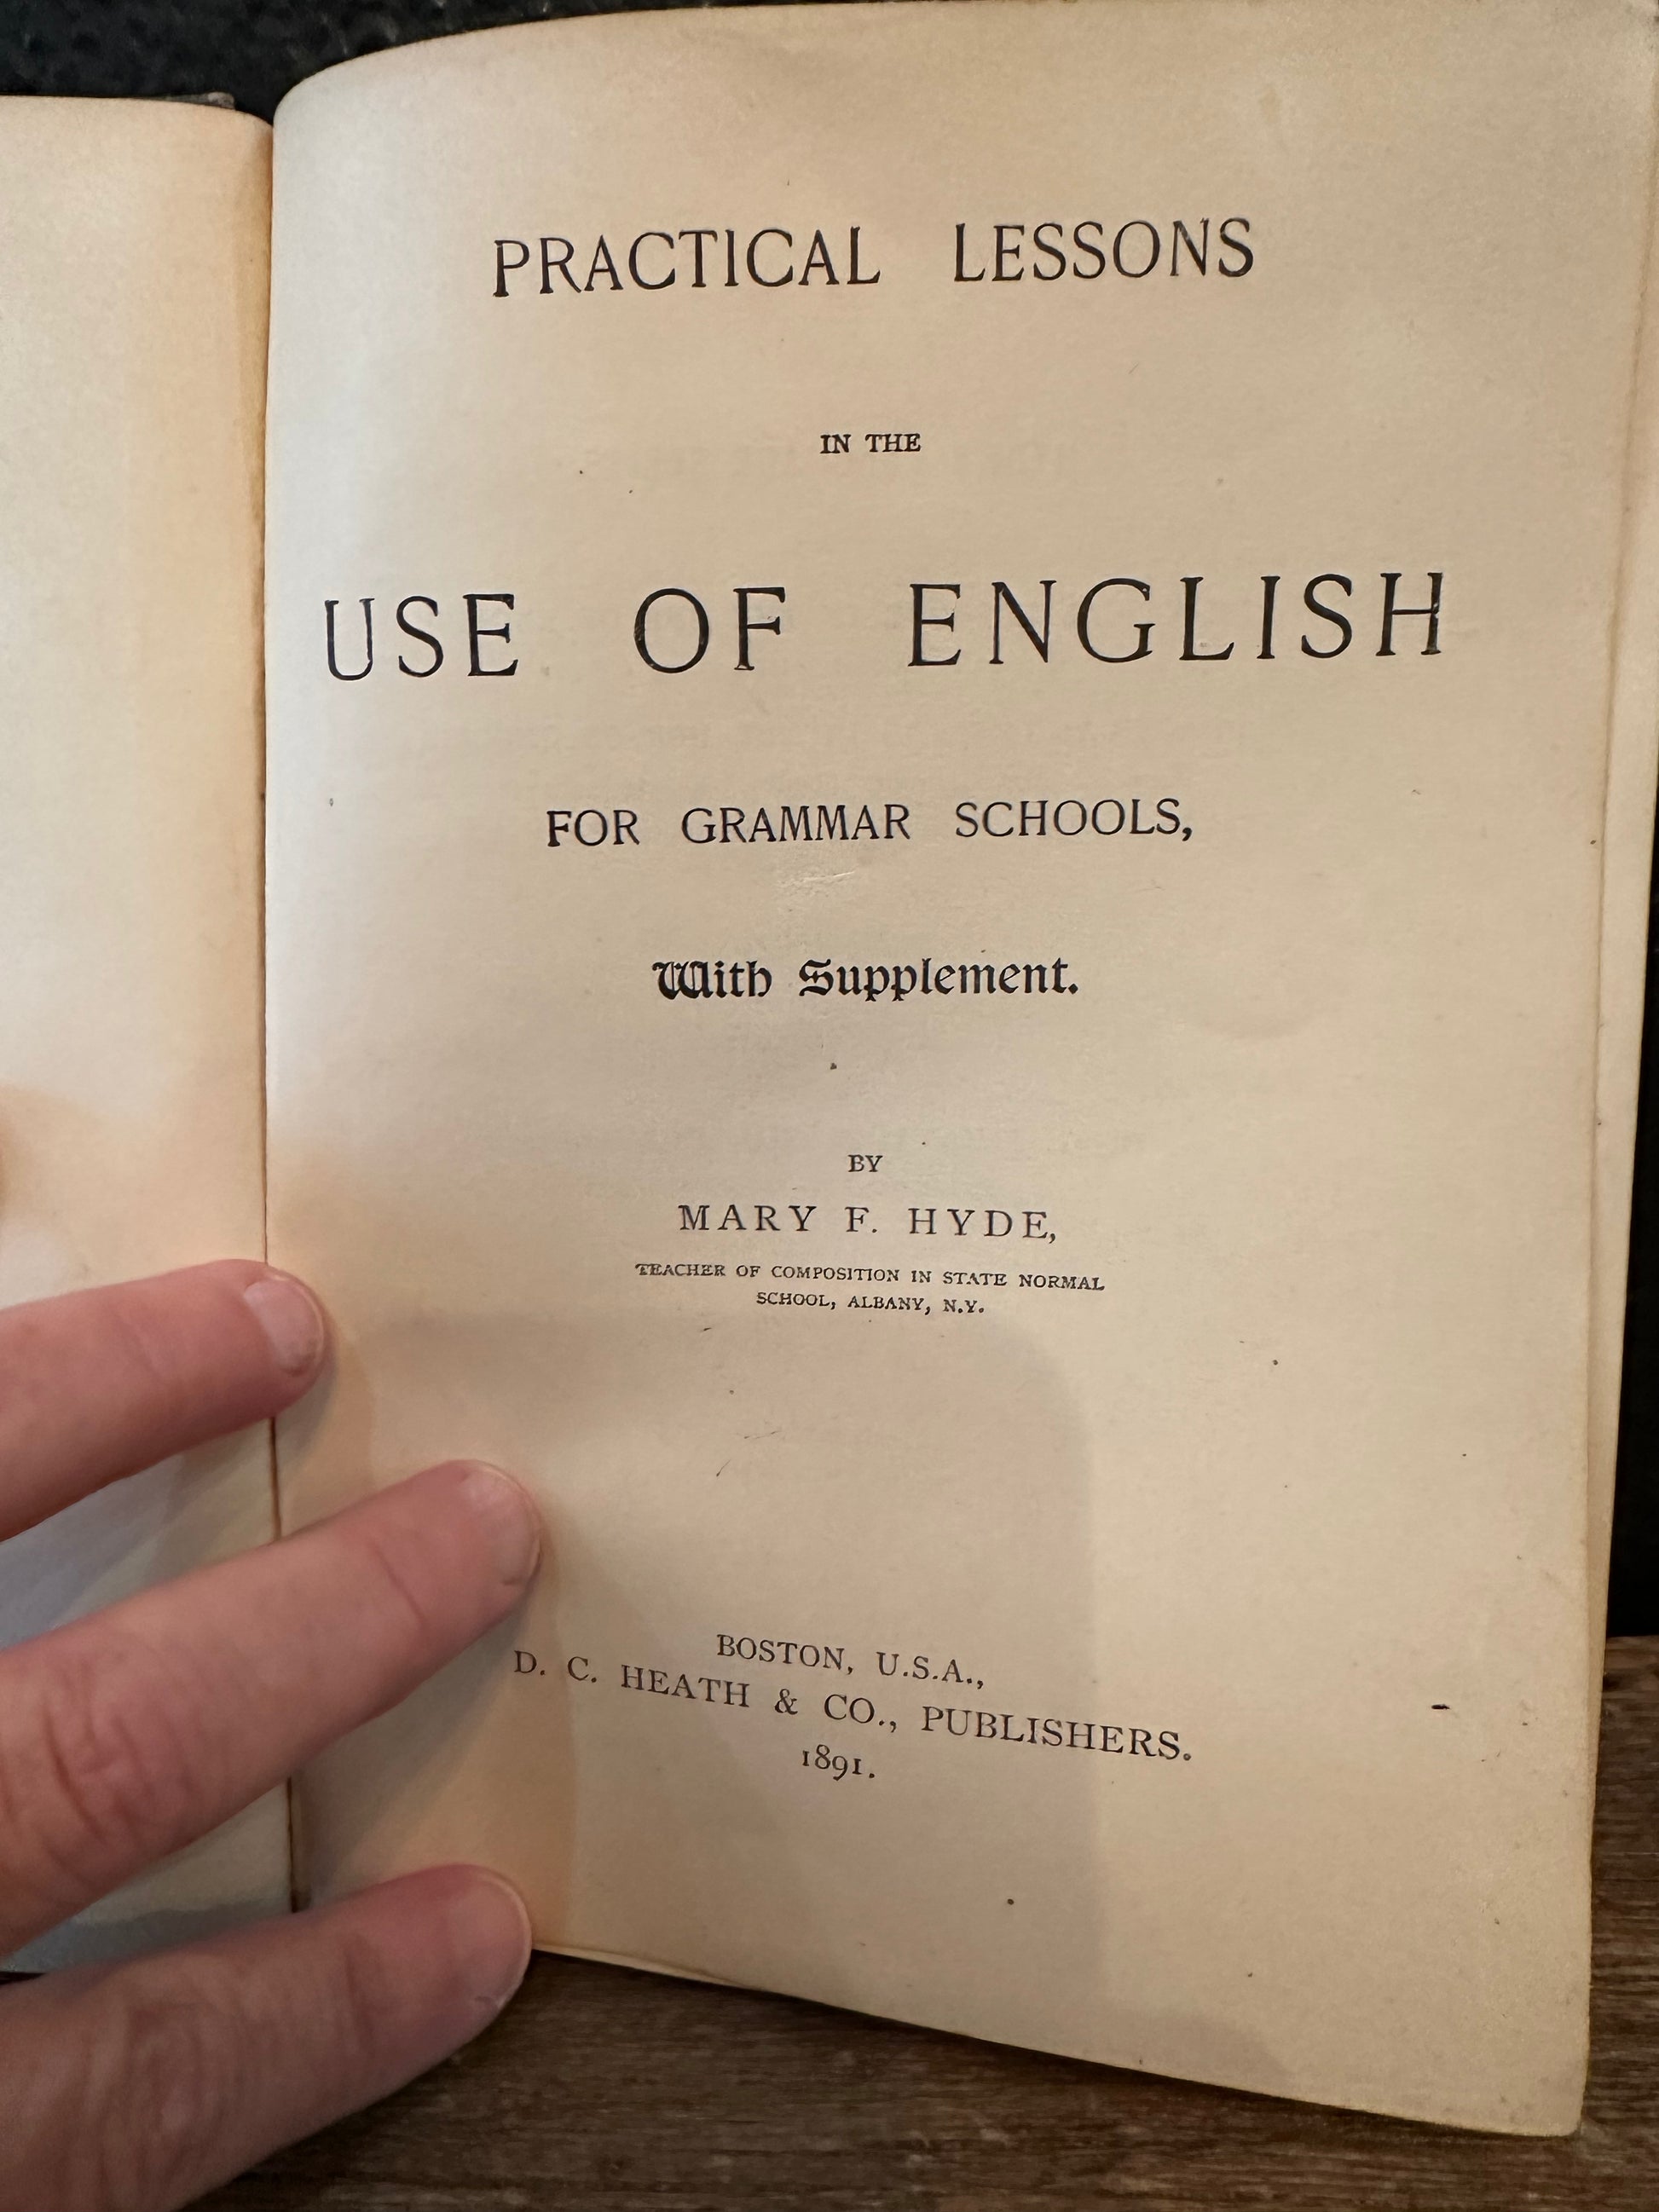 PRACTICAL LESSONS
IN THE
USE OF ENGLISH
FOR GRAMMAR SCHOOLS,
With Supplement.
BY
MARY F. HYDE,
TEACHER OF COMPOSITION IN STATE NORMAL
SCHOOL, ALBANY, N.Y.
BOSTON, U.S.A.,
D. C. HEATH & CO., PUBLISHERS.
1891.